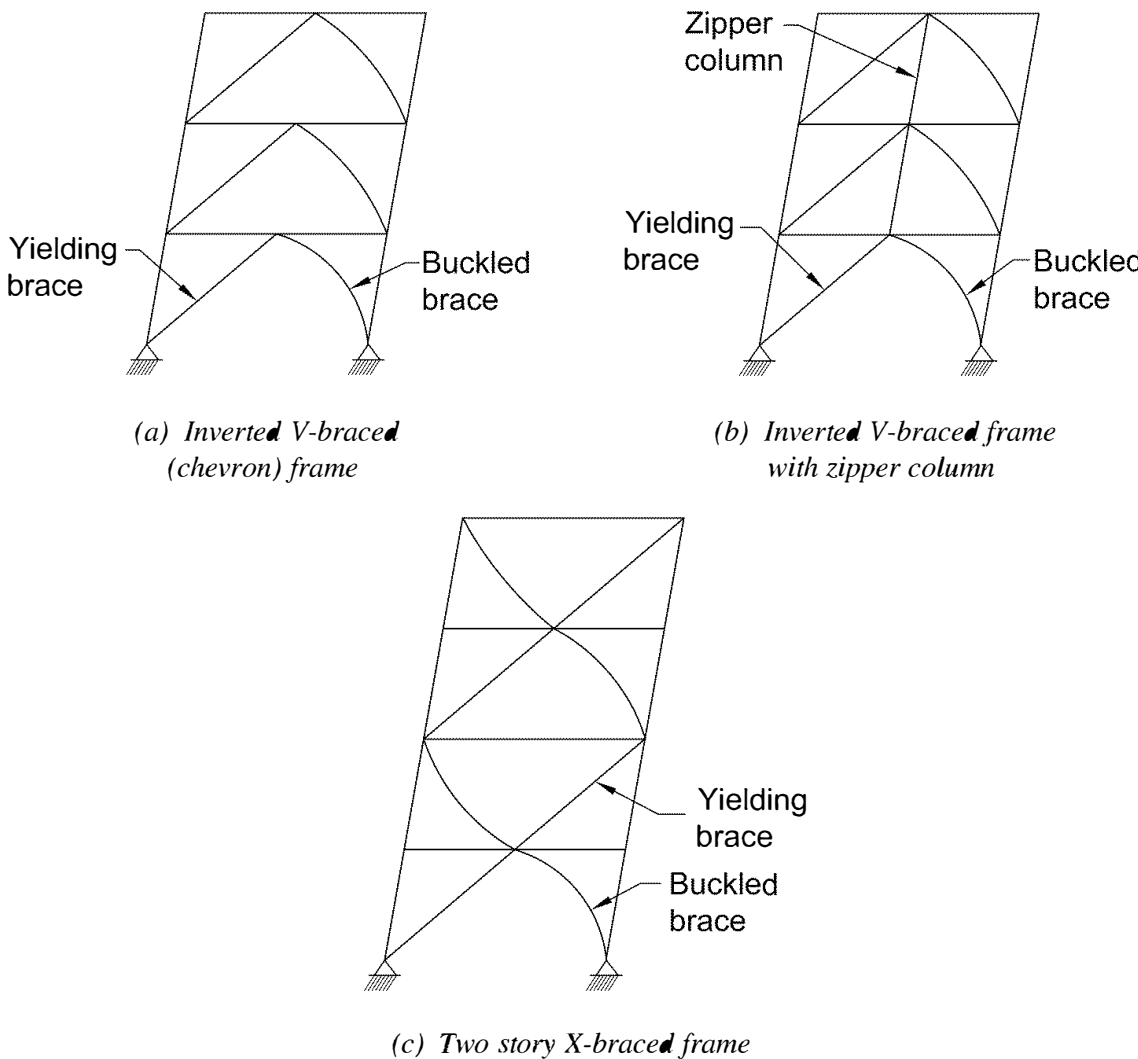 Yielding
brace
Buckled
brace
(a) Inverted V-braced
(chevron) frame
Zipper
column
Yielding
brace
Buckled
brace
(b) Inverted V-braced frame
with zipper column
Yielding
brace
Buckled
brace
(c) Two story X-braced frame